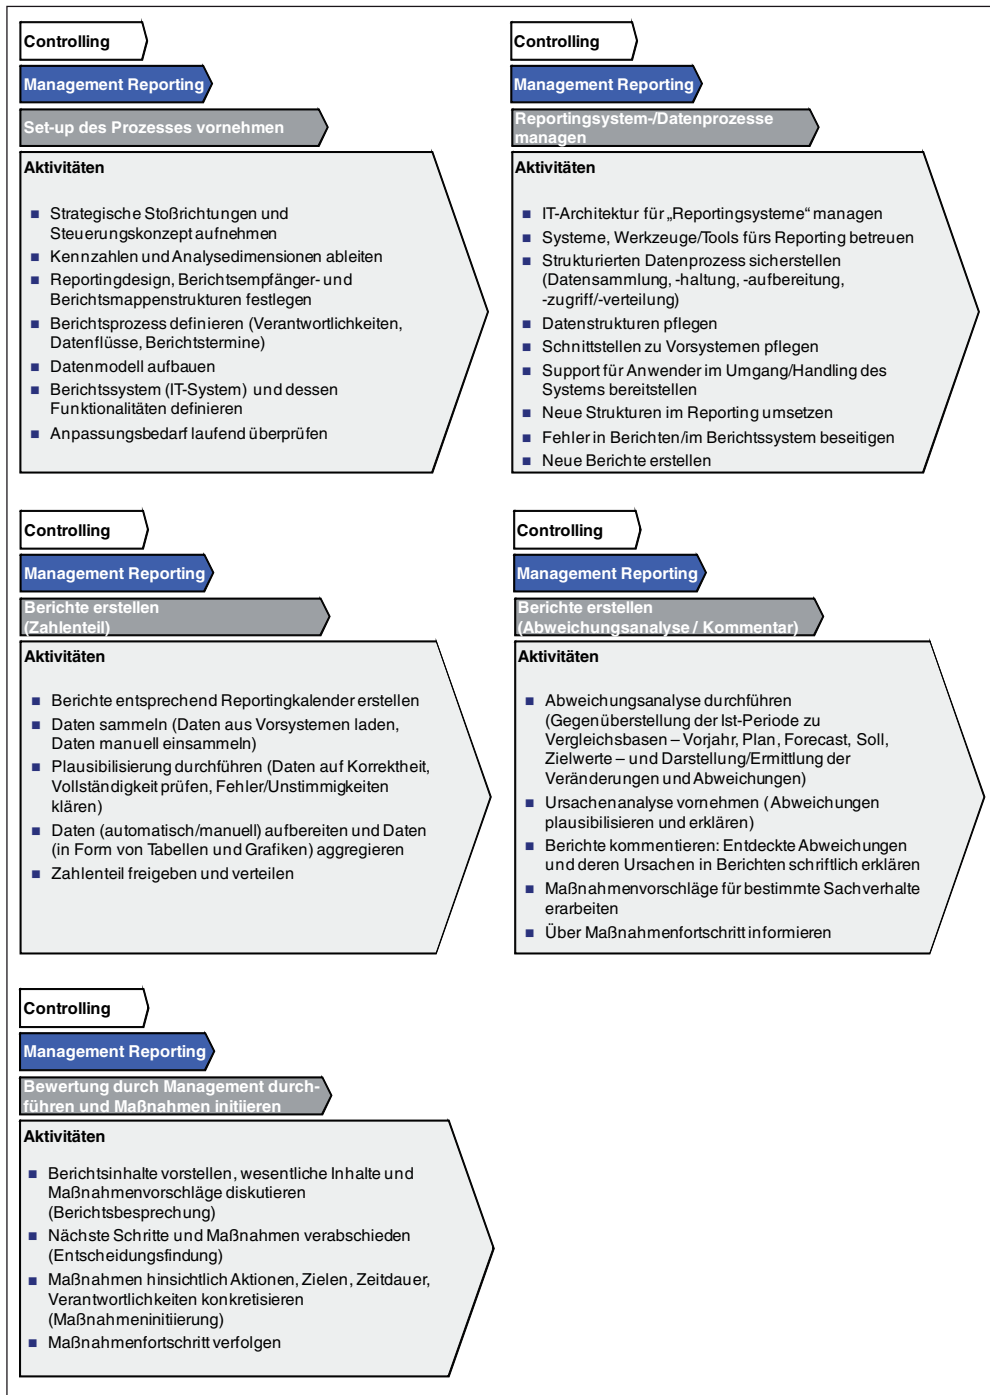 Controlling
Management Reporting
Set-up des Prozesses vornehmen
Aktivitäten
Strategische Stoßrichtungen und
Steuerungskonzept aufnehmen
Kennzahlen und Analysedimensionen ableiten
Reportingdesign, Berichtsempfänger- und
Berichtsmappenstrukturen festlegen
Berichtsprozess definieren (Verantwortlichkeiten,
Datenflüsse, Berichtstermine)
Datenmodell aufbauen
Berichtssystem (IT-System) und dessen
Funktionalitäten definieren
Anpassungsbedarf laufend überprüfen
Controlling
Management Reporting
Reportingsystem-/Datenprozesse
managen
Aktivitäten
IT-Architektur für „Reportingsysteme“ managen
Systeme, Werkzeuge/Tools fürs Reporting betreuen
Strukturierten Datenprozess sicherstellen
(Datensammlung, -haltung, -aufbereitung,
-zugriff/-verteilung)
Datenstrukturen pflegen
Schnittstellen zu Vorsystemen pflegen
Support für Anwender im Umgang/Handling des
Systems bereitstellen
Neue Strukturen im Reporting umsetzen
Fehler in Berichten/im Berichtssystem beseitigen
Neue Berichte erstellen
Controlling
Management Reporting
Berichte erstellen
(Zahlenteil)
Aktivitäten
Berichte entsprechend Reportingkalender erstellen
Daten sammeln (Daten aus Vorsystemen laden,
Daten manuell einsammeln)
Plausibilisierung durchführen (Daten auf Korrektheit,
Vollständigkeit prüfen, Fehler/Unstimmigkeiten
klären)
Daten (automatisch/manuell) aufbereiten und Daten
(in Form von Tabellen und Grafiken) aggregieren
Zahlenteil freigeben und verteilen
Controlling
Management Reporting
Berichte erstellen
(Abweichungsanalyse / Kommentar)
Aktivitäten
Abweichungsanalyse durchführen
(Gegenüberstellung der Ist-Periode zu
Vergleichsbasen – Vorjahr, Plan, Forecast, Soll,
Zielwerte – und Darstellung/Ermittlung der
Veränderungen und Abweichungen)
Ursachenanalyse vornehmen (Abweichungen
plausibilisieren und erklären)
Berichte kommentieren: Entdeckte Abweichungen
und deren Ursachen in Berichten schriftlich erklären
Maßnahmenvorschläge für bestimmte Sachverhalte
erarbeiten
Über Maßnahmenfortschritt informieren
Controlling
Management Reporting
Bewertung durch Management durch-
führen und Maßnahmen initiieren
Aktivitäten
Berichtsinhalte vorstellen, wesentliche Inhalte und
Maßnahmenvorschläge diskutieren
(Berichtsbesprechung)
Nächste Schritte und Maßnahmen verabschieden
(Entscheidungsfindung)
Maßnahmen hinsichtlich Aktionen, Zielen, Zeitdauer,
Verantwortlichkeiten konkretisieren
(Maßnahmeninitiierung)
Maßnahmenfortschritt verfolgen